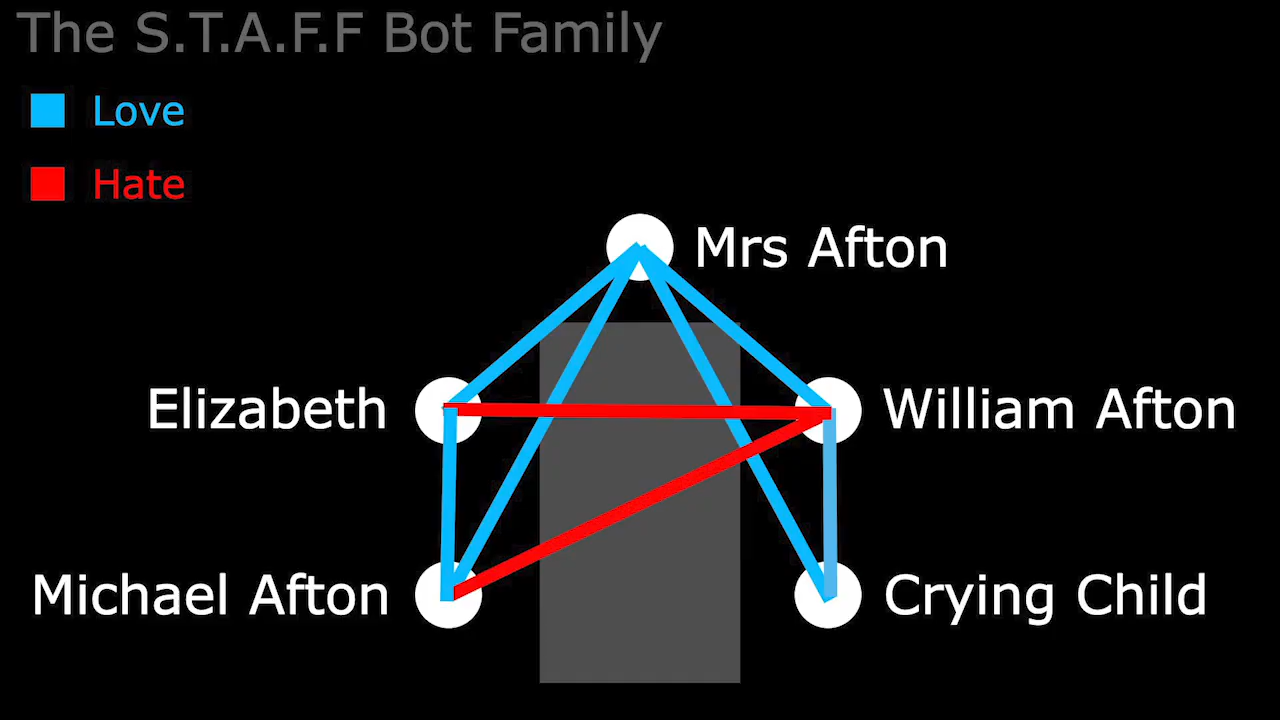 The S.T.A.F.F Bot Family
Love
Hate
Mrs Afton
Elizabeth
William Afton
Michael Afton
Crying Child